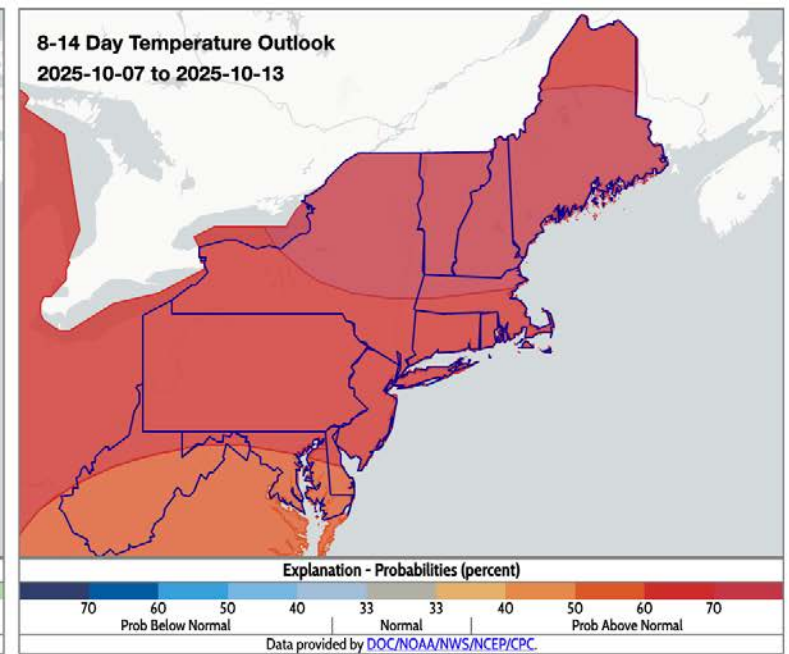 8-14 Day Temperature Outlook
2025-10-07 to 2025-10-13
Explanation - Probabilities (percent)
70 60 50 40 33 33 40 50 60 70
Prob Below Normal | Normal | Prob Above Normal
Data provided by DOC/NOAA/NWS/NCEP/CPC.